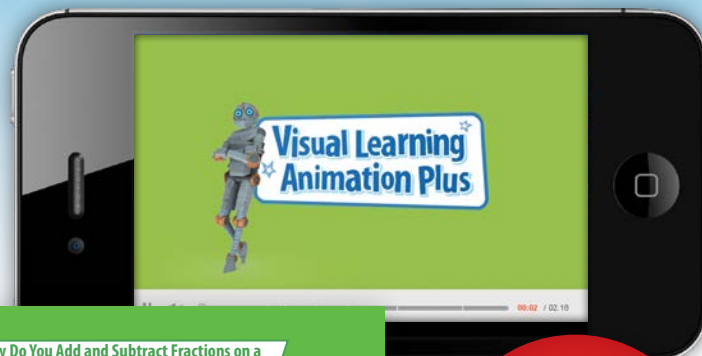 Visual Learning
Animation Plus
00:02 / 02:18
Do You Add and Subtract Fractions on a